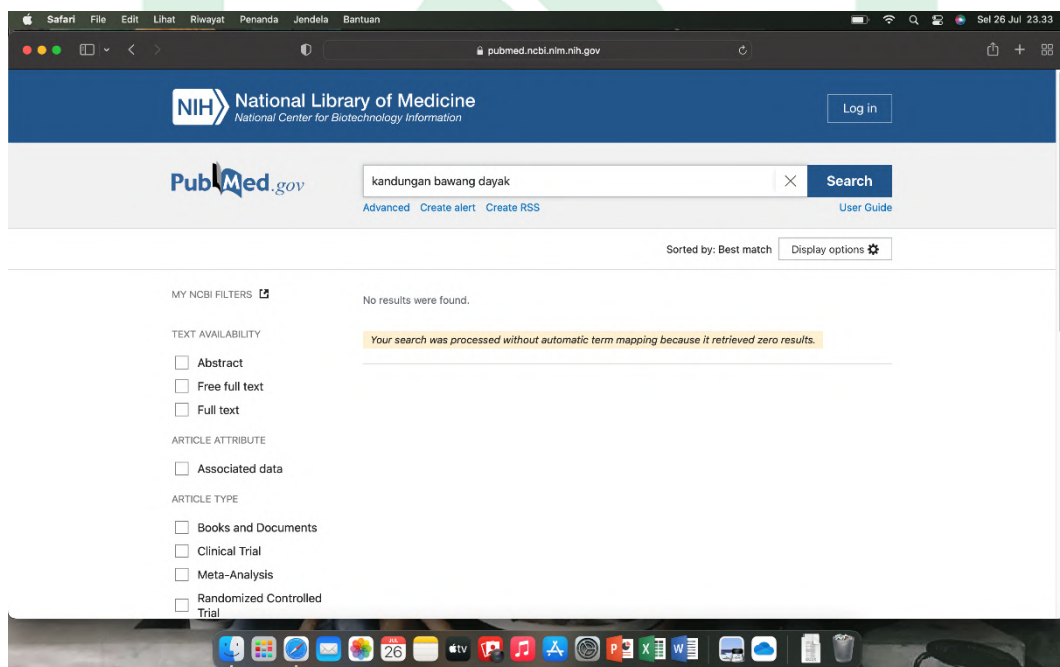 Safari File Edit Lihat Riwayat Penanda Jendela Bantuan Sel 26 Jul 23.33
pubmed.ncbi.nlm.nih.gov
NIH National Library of Medicine
National Center for Biotechnology Information
Log in
PubMed.gov
kandungan bawang dayak
Search
Advanced Create alert Create RSS User Guide
Sorted by: Best match Display options
MY NCBI FILTERS
No results were found.
TEXT AVAILABILITY
Your search was processed without automatic term mapping because it retrieved zero results.
Abstract
Free full text
Full text
ARTICLE ATTRIBUTE
Associated data
ARTICLE TYPE
Books and Documents
Clinical Trial
Meta-Analysis
Randomized Controlled
Trial
JUL
26
tv
P X W